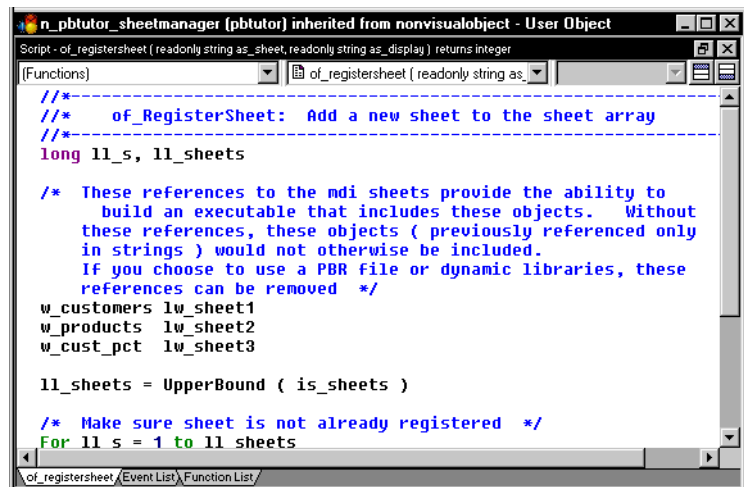 n_pbtutor_sheetmanager (pbtutor) inherited from nonvisualobject - User Object
Script - of_registersheet ( readonly string as_sheet, readonly string as_display ) returns integer
(Functions) of_registersheet ( readonly string as_
//*------------------------------------------------------------------
//*    of_RegisterSheet:  Add a new sheet to the sheet array
//*------------------------------------------------------------------
long ll_s, ll_sheets
/*  These references to the mdi sheets provide the ability to
build an executable that includes these objects.   Without
these references, these objects ( previously referenced only
in strings ) would not otherwise be included.
If you choose to use a PBR file or dynamic libraries, these
references can be removed  */
w_customers lw_sheet1
w_products  lw_sheet2
w_cust_pct  lw_sheet3
ll_sheets = UpperBound ( is_sheets )
/*  Make sure sheet is not already registered  */
For ll_s = 1 to ll_sheets
of_registersheet Event List Function List